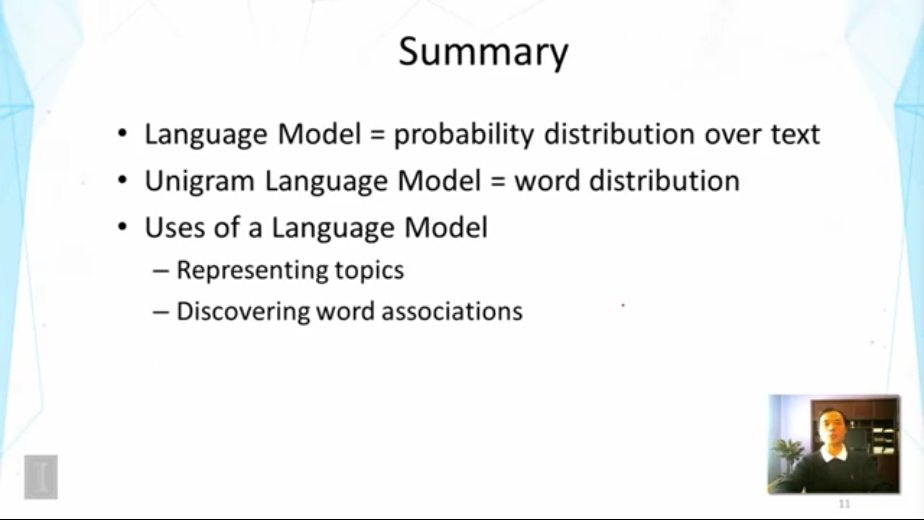 Summary
• Language Model = probability distribution over text
• Unigram Language Model = word distribution
• Uses of a Language Model
– Representing topics
– Discovering word associations
11